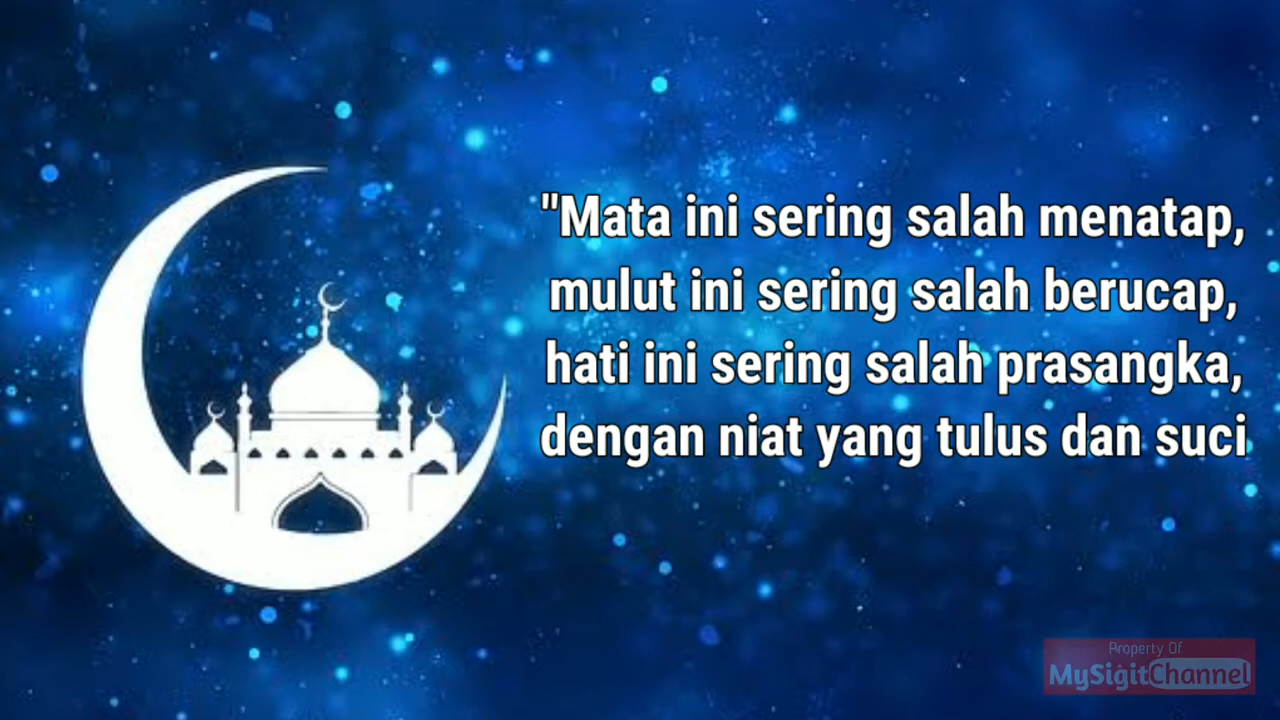 "Mata ini sering salah menatap,
mulut ini sering salah berucap,
hati ini sering salah prasangka,
dengan niat yang tulus dan suci
Property Of
MySigitChannel